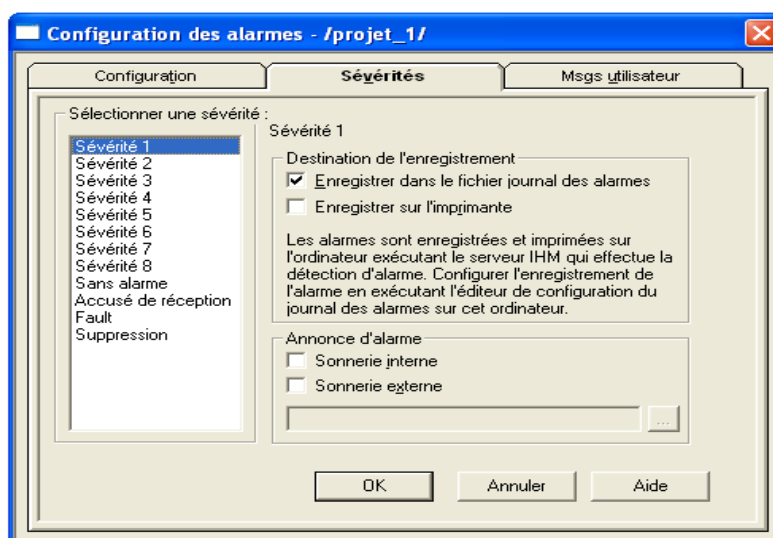 Configuration des alarmes - /projet_1/
Configuration
Sévérités
Msgs utilisateur
Sélectionner une sévérité :
Sévérité 1
Sévérité 2
Sévérité 3
Sévérité 4
Sévérité 5
Sévérité 6
Sévérité 7
Sévérité 8
Sans alarme
Accusé de réception
Fault
Suppression
Sévérité 1
Destination de l'enregistrement
Enregistrer dans le fichier journal des alarmes
Enregistrer sur l'imprimante
Les alarmes sont enregistrées et imprimées sur
l'ordinateur exécutant le serveur IHM qui effectue la
détection d'alarme. Configurer l'enregistrement de
l'alarme en exécutant l'éditeur de configuration du
journal des alarmes sur cet ordinateur.
Annonce d'alarme
Sonnerie interne
Sonnerie externe
...
OK
Annuler
Aide